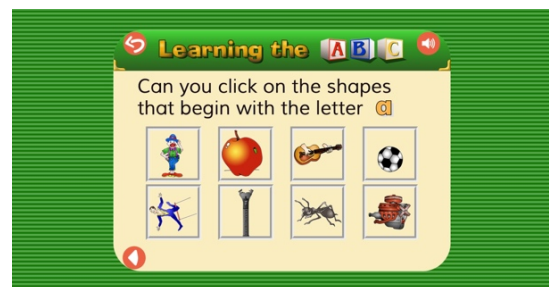 Learning the ABC
Can you click on the shapes
that begin with the letter a